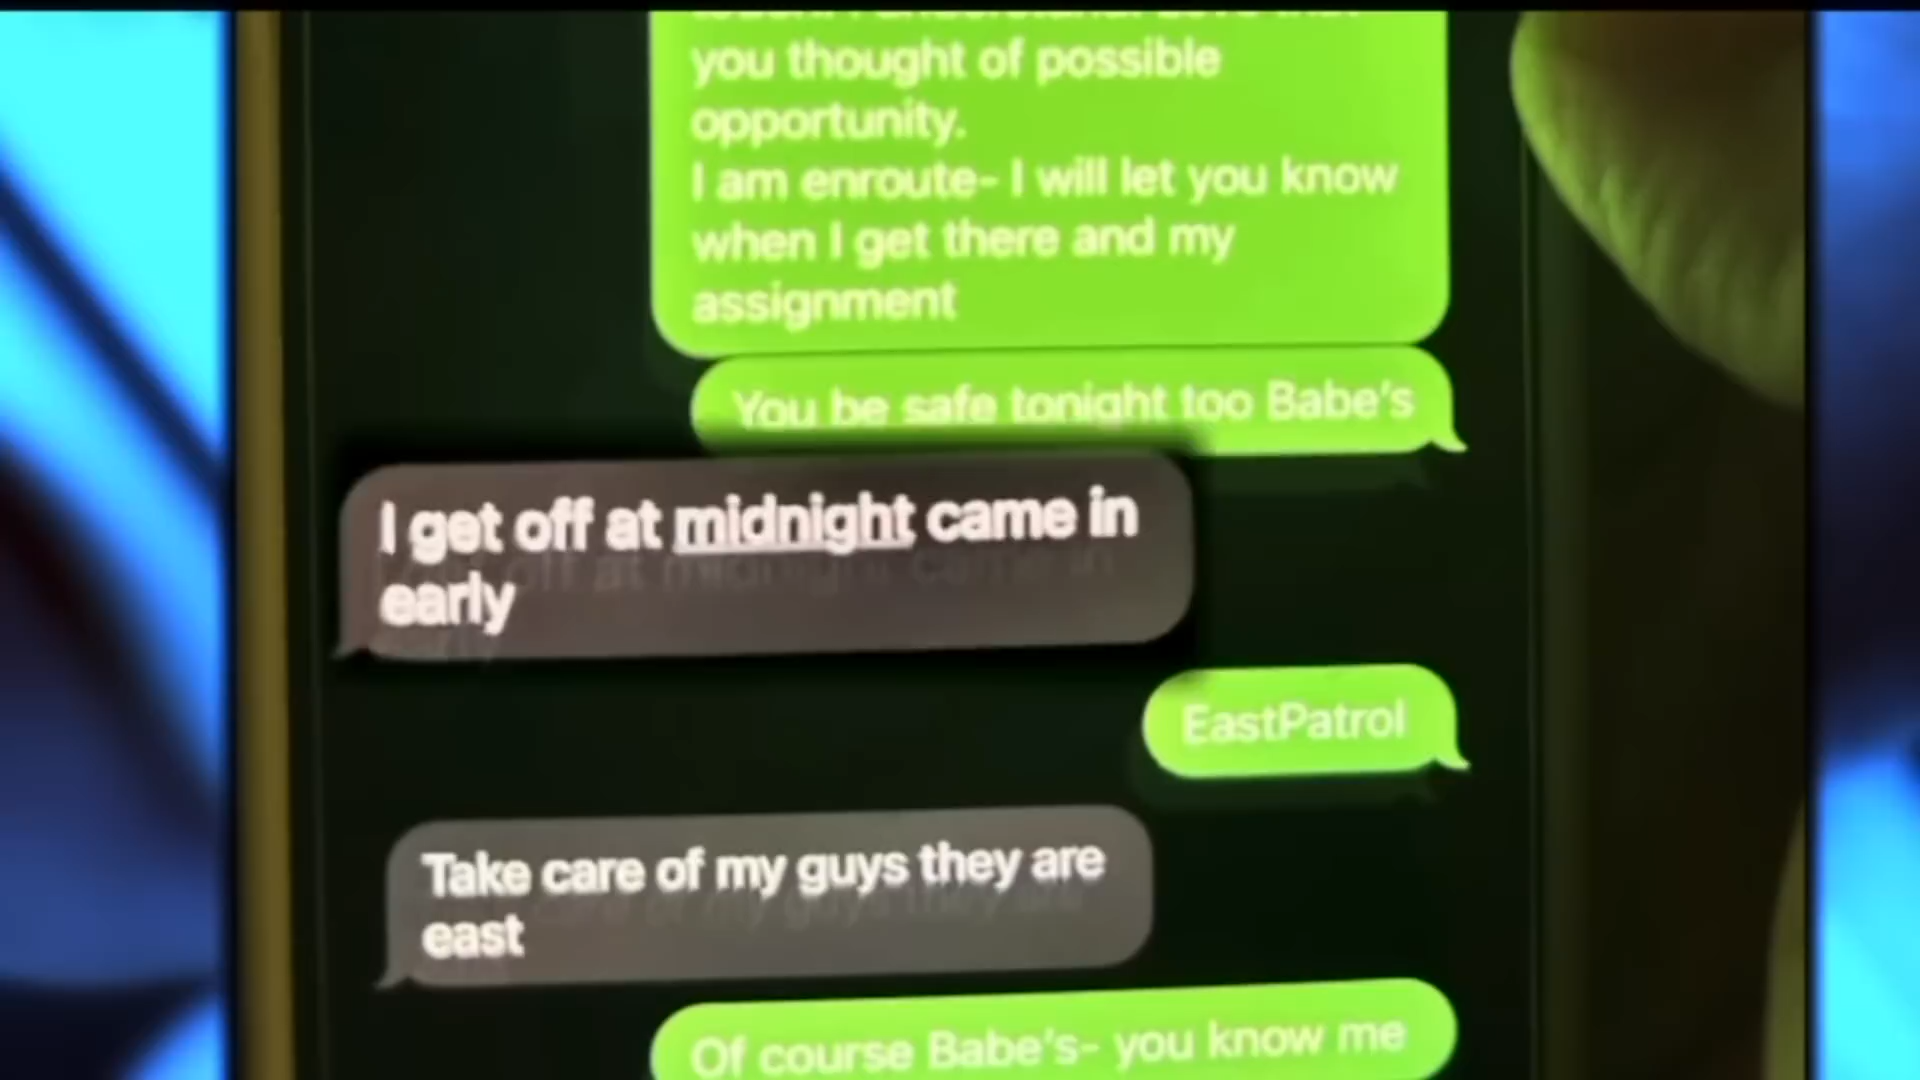 you thought of possible
opportunity.
I am enroute- I will let you know
when I get there and my
assignment
You be safe tonight too Babe's
I get off at midnight came in
early
EastPatrol
Take care of my guys they are
east
Of course Babe's- you know me